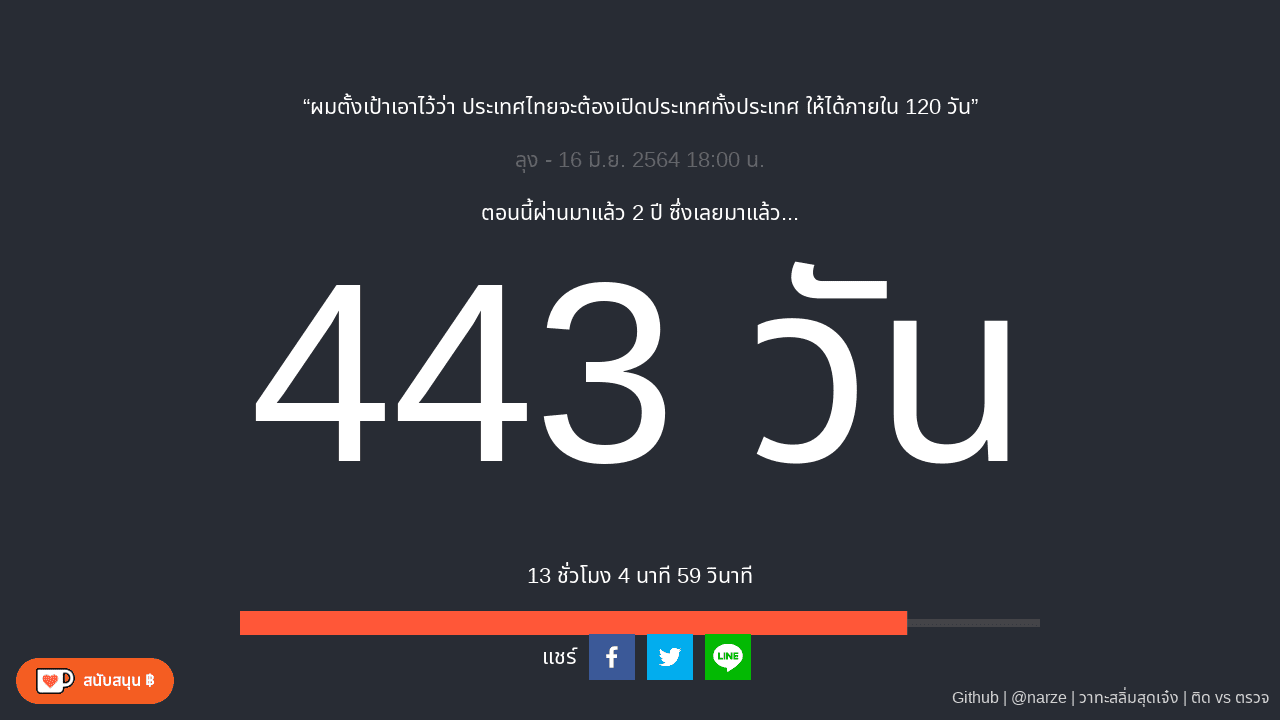 “ผมตั้งเป้าเอาไว้ว่า ประเทศไทยจะต้องเปิดประเทศทั้งประเทศ ให้ได้ภายใน 120 วัน”
ลุง - 16 มิ.ย. 2564 18:00 น.
ตอนนี้ผ่านมาแล้ว 2 ปี ซึ่งเลยมาแล้ว...
443 วัน
13 ชั่วโมง 4 นาที 59 วินาที
แชร์
LINE
สนับสนุน ฿
Github | @narze | วาทะสลิ่มสุดเจ๋ง | ติด vs ตรวจ